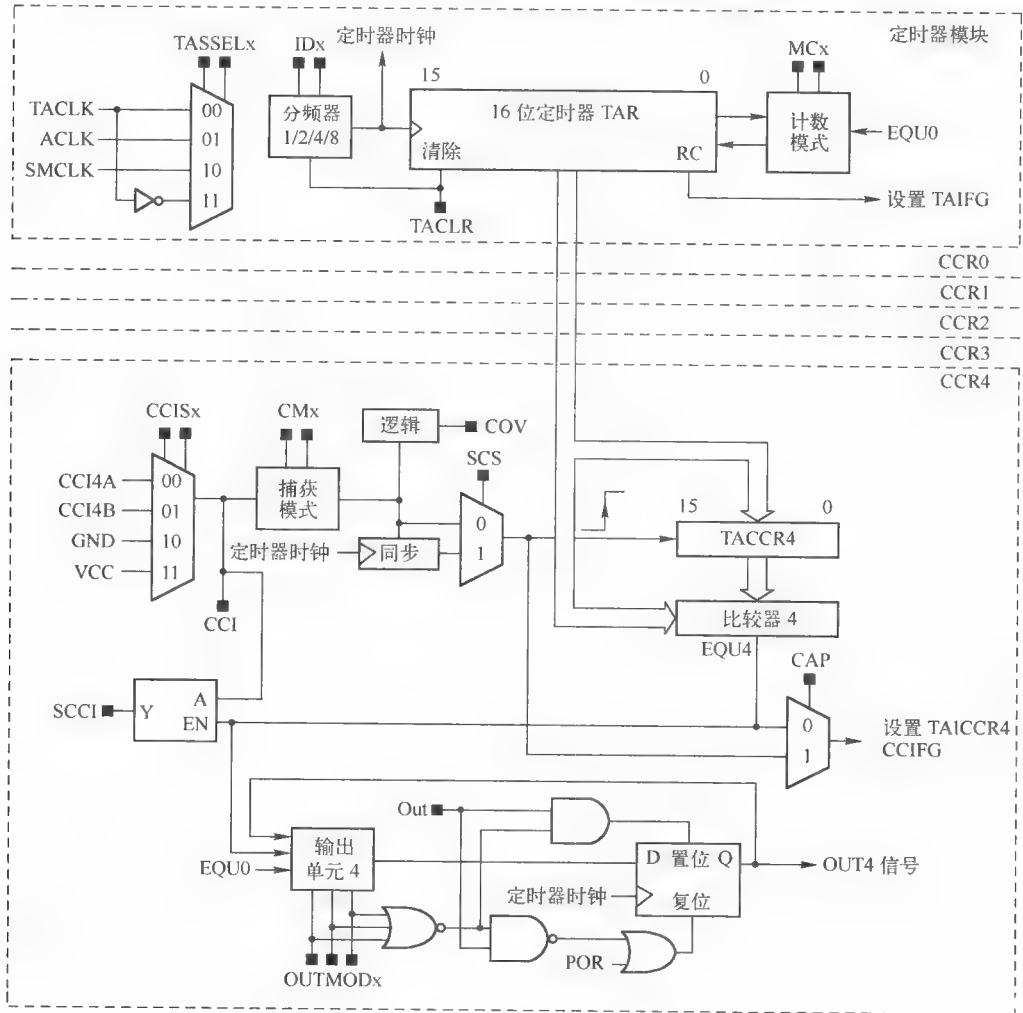 定时器时钟
定时器模块
TASSELx
IDx
MCx
15
0
TACLK
00
分频器
1/2/4/8
16 位定时器 TAR
计数
模式
ACLK
01
EQU0
SMCLK
10
清除
RC
11
设置 TAIFG
TACLR
CCR0
CCR1
CCR2
CCR3
CCR4
CCISx
CMx
逻辑
COV
SCS
CCI4A
00
捕获
模式
CCI4B
01
0
15
0
GND
10
定时器时钟
同步
1
TACCR4
VCC
11
CCI
比较器 4
EQU4
CAP
SCCI
Y
A
EN
0
1
设置 TAICCR4
CCIFG
Out
输出
单元 4
EQU0
D
置位
Q
OUT4 信号
定时器时钟
复位
POR
OUTMODx